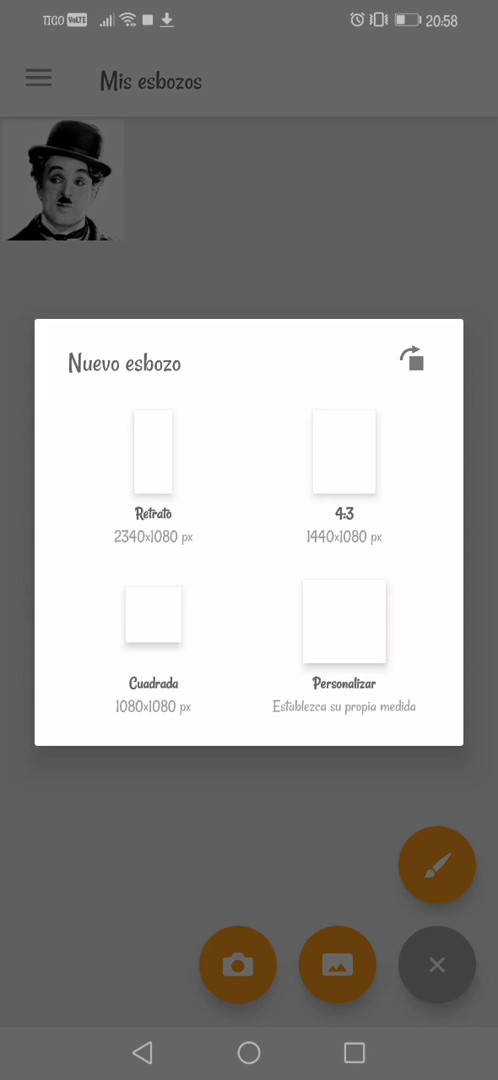 TIGO VoLTE 20:58
Mis esbozos
Nuevo esbozo
Retrato
2340x1080 px
4:3
1440x1080 px
Cuadrada
1080x1080 px
Personalizar
Establezca su propia medida